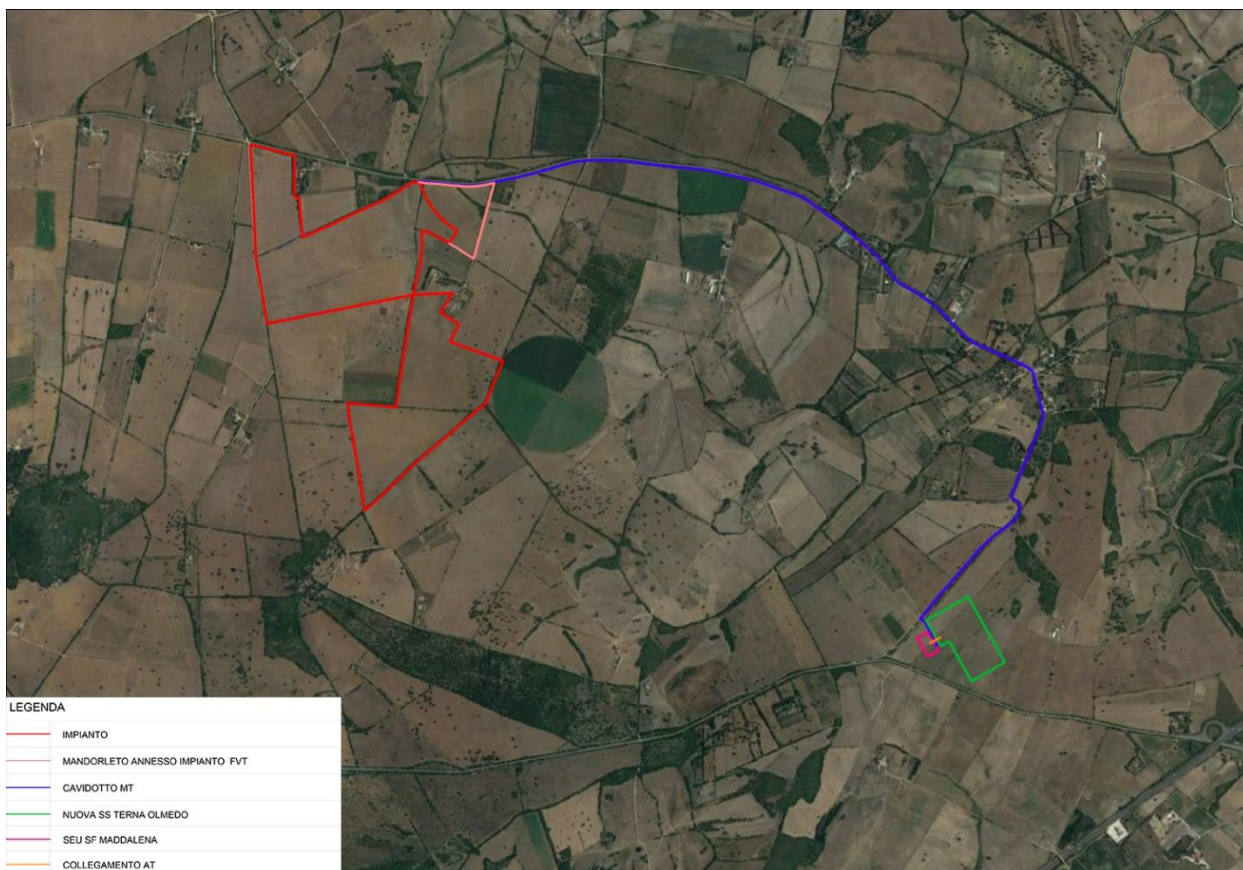 LEGENDA
IMPIANTO
MANDORLETO ANNESSO IMPIANTO FVT
CAVIDOTTO MT
NUOVA SS TERNA OLMEDO
SEU SF MADDALENA
COLLEGAMENTO AT